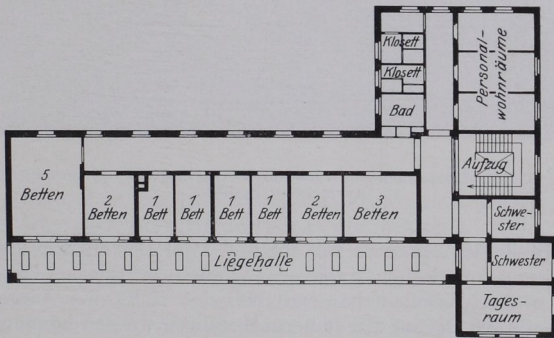 Klosett
Klosett
Bad
Personal-
wohnräume
Aufzug
5
Betten
2
Betten
1
Bett
1
Bett
1
Bett
1
Bett
2
Betten
3
Betten
Schwe-
ster
Liegehalle
Schwester
Tages-
raum